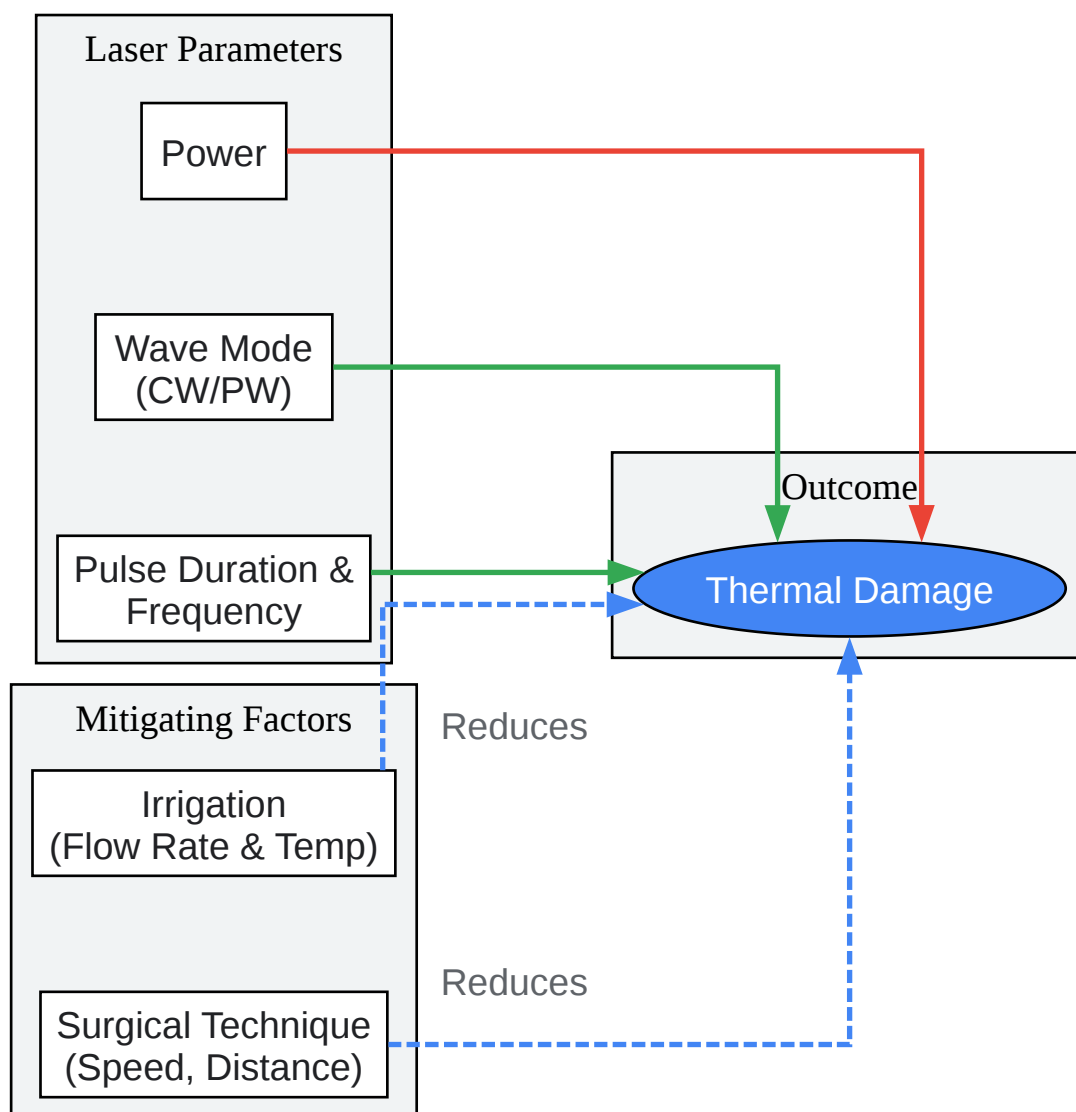 Laser Parameters
Power
Wave Mode
(CW/PW)
Pulse Duration &
Frequency
Outcome
Thermal Damage
Mitigating Factors
Reduces
Irrigation
(Flow Rate & Temp)
Reduces
Surgical Technique
(Speed, Distance)